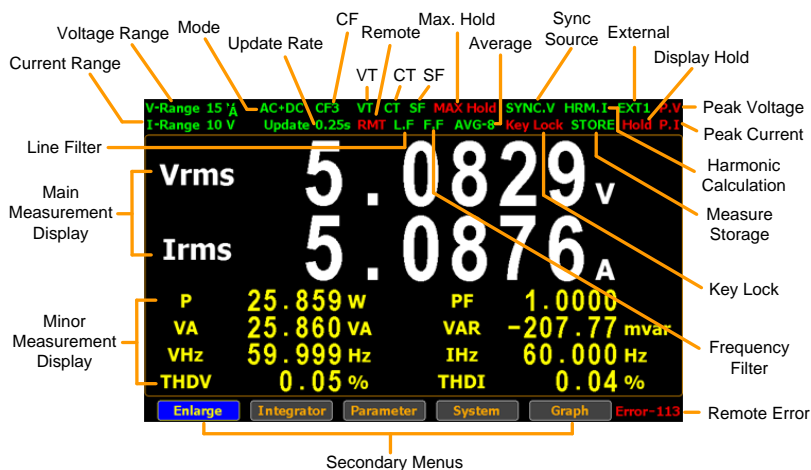 CF
Max. Hold
Sync Source
External
Voltage Range
Mode
Update Rate
Remote
Average
Display Hold
Current Range
VT CT SF
V-Range 15 A AC+DC CF3 VT CT SF MAX Hold SYNC.V HRM.I EXT1 P.V
Peak Voltage
I-Range 10 V Update 0.25s RMT L.F F.F AVG-8 Key Lock STORE Hold P.I
Peak Current
Line Filter
Harmonic Calculation
Main Measurement Display
Vrms 5.0829 V
Measure Storage
Irms 5.0876 A
Key Lock
Minor Measurement Display
P 25.859 W PF 1.0000
VA 25.860 VA VAR -207.77 mvar
VHz 59.999 Hz IHz 60.000 Hz
Frequency Filter
THDV 0.05 % THDI 0.04 %
Enlarge Integrator Parameter System Graph Error-113
Remote Error
Secondary Menus